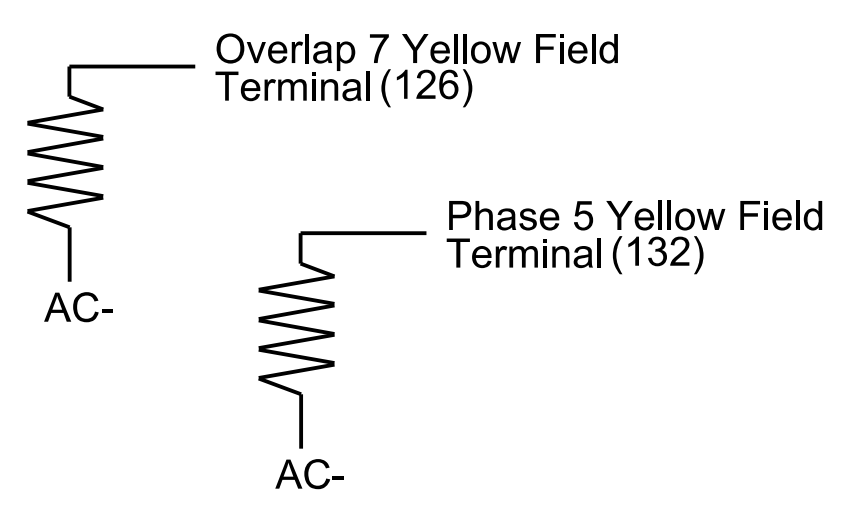 Overlap 7 Yellow Field
Terminal (126)
AC-
Phase 5 Yellow Field
Terminal (132)
AC-